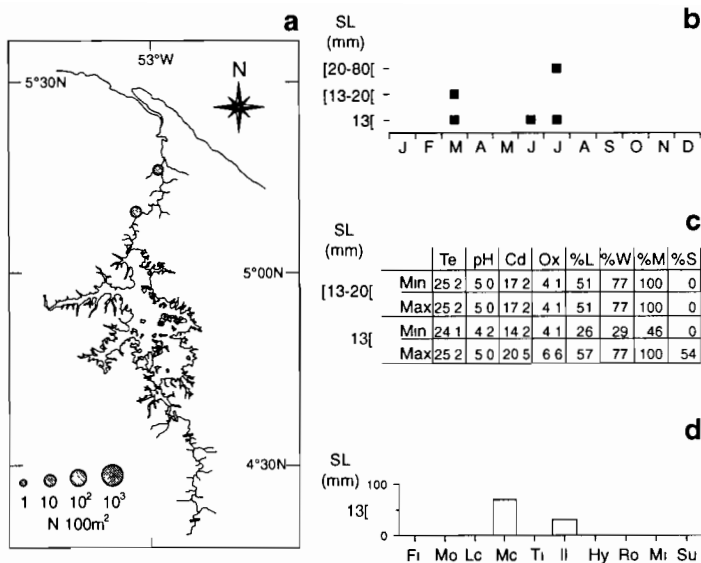 a
53°W
5°30N
N
5°00N
4°30N
1 10 10² 10³
N 100m²
b
SL
(mm)
[20-80[
[13-20[
13[
J F M A M J J A S O N D
c
SL
(mm)
Te pH Cd Ox %L %W %M %S
[13-20[ Min 25 2 5 0 17 2 4 1 51 77 100 0
Max 25 2 5 0 17 2 4 1 51 77 100 0
13[ Min 24 1 4 2 14 2 4 1 26 29 46 0
Max 25 2 5 0 20 5 6 6 57 77 100 54
d
SL
(mm)
100
13[
0
Fi Mo Lc Mc Ti Il Hy Ro Mi Su